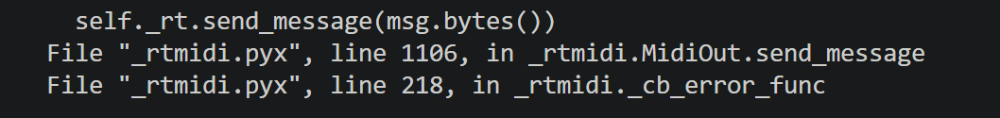 self._rt.send_message(msg.bytes())
File "_rtmidi.pyx", line 1106, in _rtmidi.MidiOut.send_message
File "_rtmidi.pyx", line 218, in _rtmidi._cb_error_func